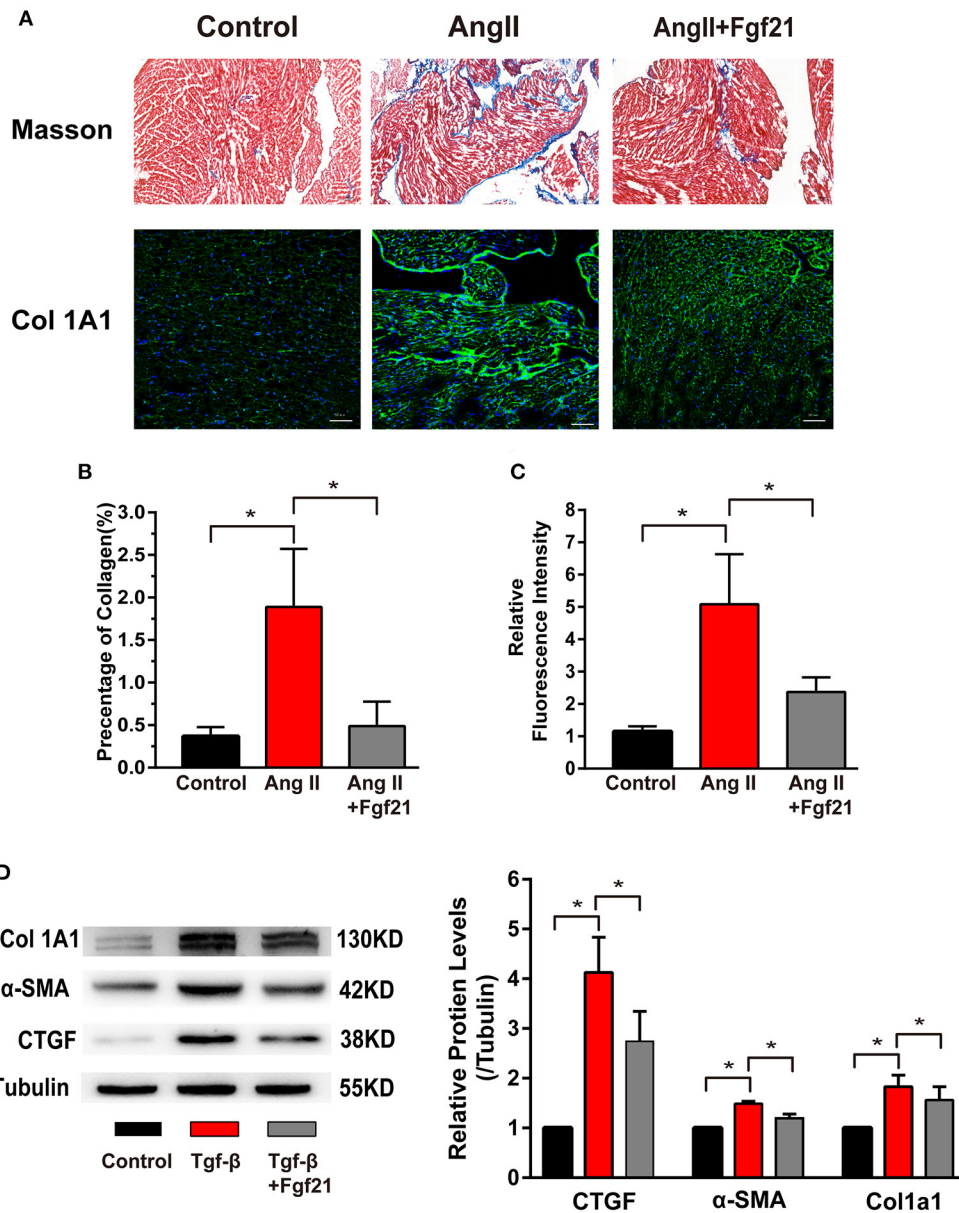 A
Control AngII AngII+Fgf21
Masson
Col 1A1
B
Precentage of Collagen(%)
3.0
2.5
2.0
1.5
1.0
0.5
0.0
* *
Control Ang II Ang II
+Fgf21
C
Relative
Fluorescence Intensity
8
7
6
5
4
3
2
1
0
* *
Control Ang II Ang II
+Fgf21
D
Col 1A1 130KD
α-SMA 42KD
CTGF 38KD
Tubulin 55KD
Control Tgf-β Tgf-β
+Fgf21
Relative Protien Levels
(/Tubulin)
6
5
4
3
2
1
0
* *
* *
* *
CTGF α-SMA Col1a1